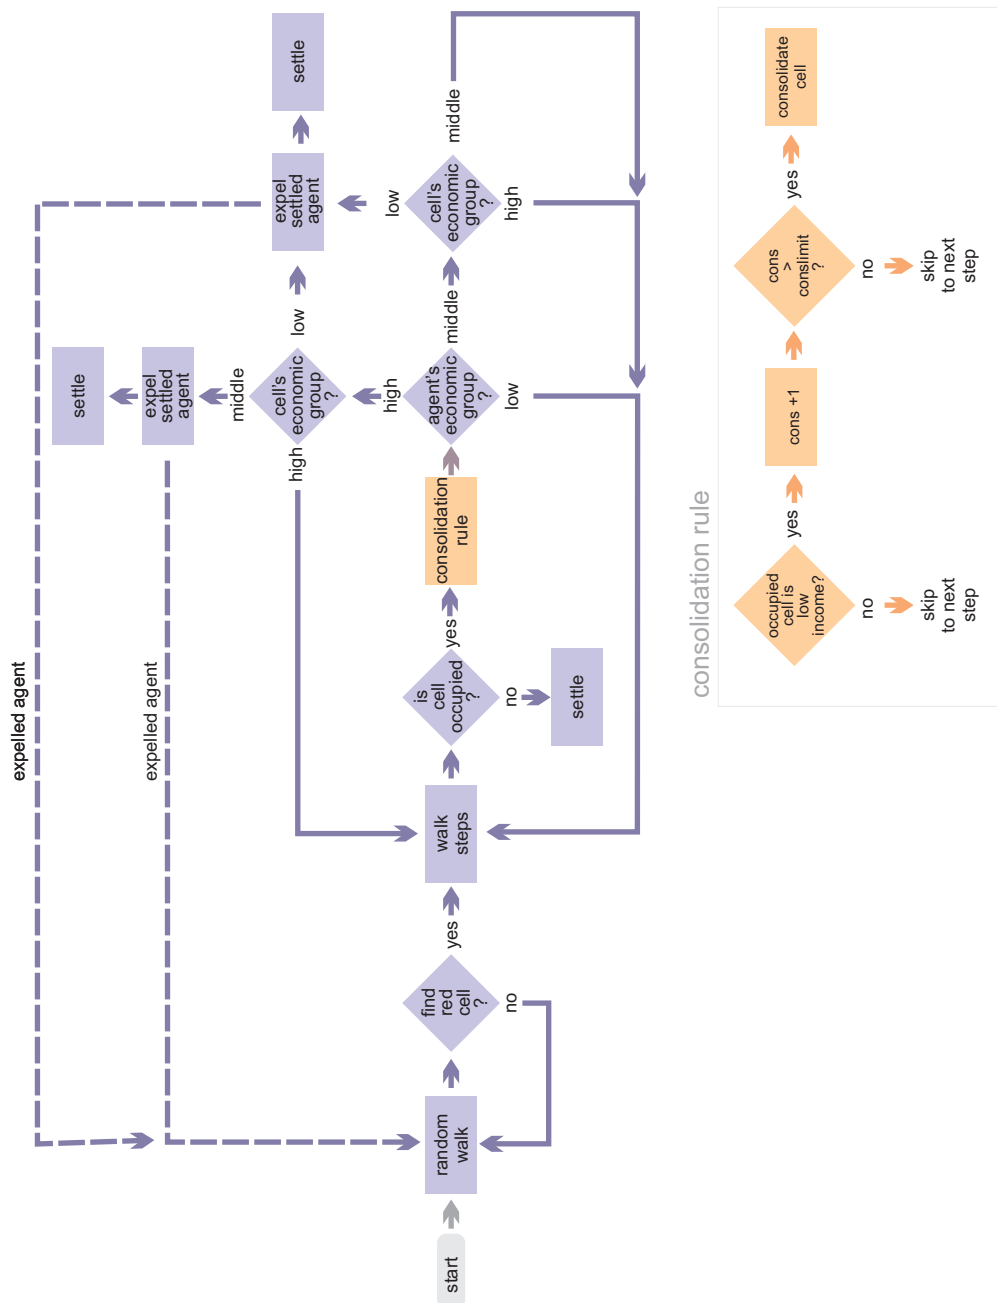 start
random
walk
find
red
cell
?
no
yes
walk
steps
is
cell
occupied
?
no
settle
yes
consolidation
rule
agent's
economic
group?
low
middle
high
cell's
economic
group?
high
middle
expel
settled
agent
settle
expelled agent
low
cell's
economic
group
?
high
middle
low
expel
settled
agent
settle
expelled agent
consolidation rule
occupied
cell is
low
income?
no
skip
to next
step
yes
cons +1
cons
>
conslimit
?
no
skip
to next
step
yes
consolidate
cell